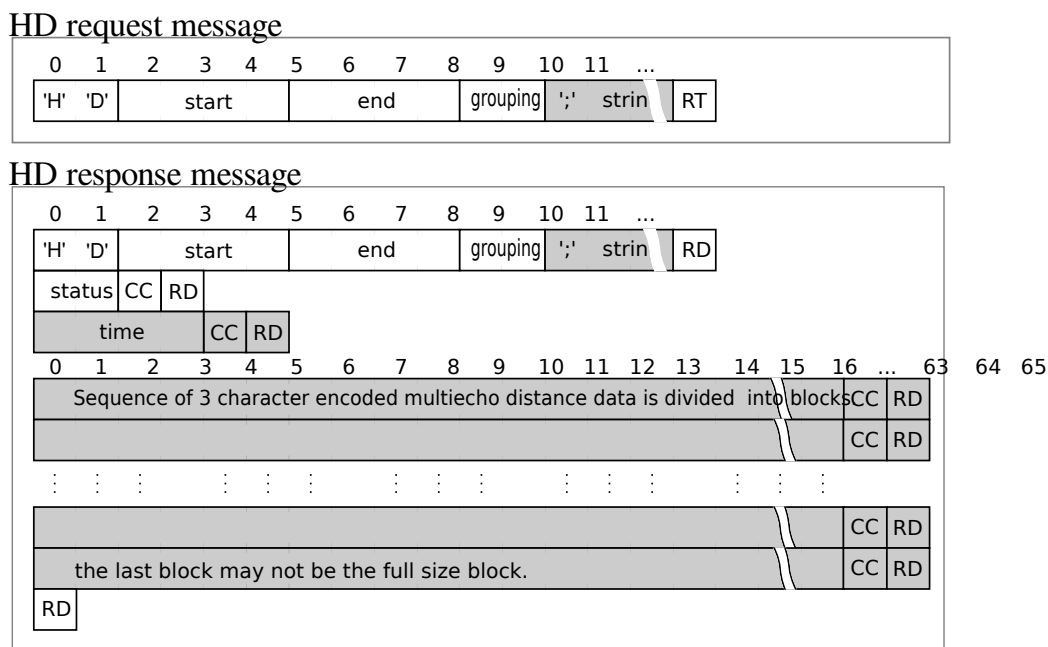 HD request message
0 1 2 3 4 5 6 7 8 9 10 11 ...
'H' 'D' start end grouping ';' strin RT
HD response message
0 1 2 3 4 5 6 7 8 9 10 11 ...
'H' 'D' start end grouping ';' strin RD
status CC RD
time CC RD
0 1 2 3 4 5 6 7 8 9 10 11 12 13 14 15 16 ... 63 64 65
Sequence of 3 character encoded multiecho distance data is divided into blocks CC RD
CC RD
CC RD
the last block may not be the full size block. CC RD
RD